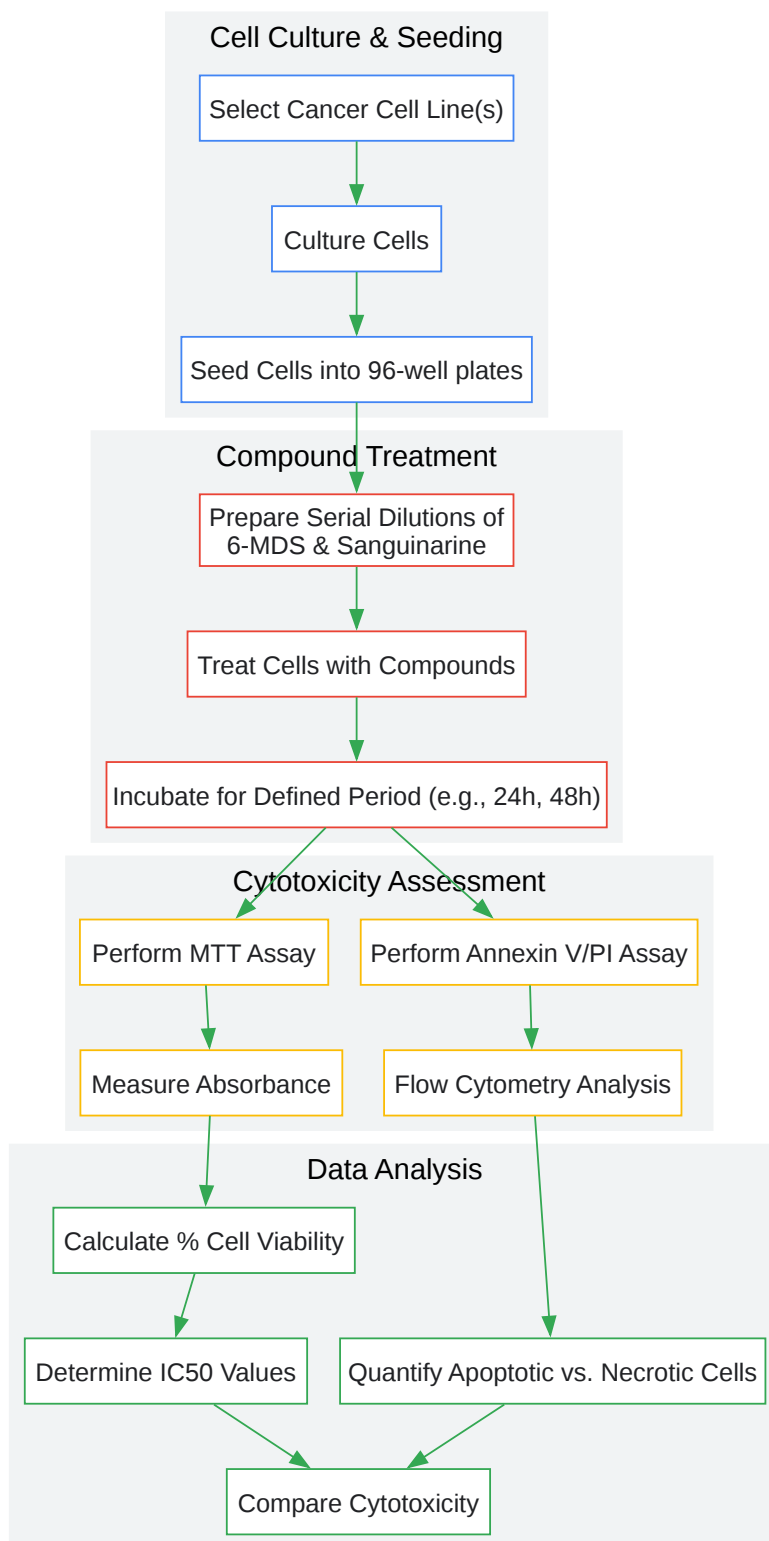 Cell Culture & Seeding
Select Cancer Cell Line(s)
Culture Cells
Seed Cells into 96-well plates
Compound Treatment
Prepare Serial Dilutions of
6-MDS & Sanguinarine
Treat Cells with Compounds
Incubate for Defined Period (e.g., 24h, 48h)
Cytotoxicity Assessment
Perform MTT Assay
Perform Annexin V/PI Assay
Measure Absorbance
Flow Cytometry Analysis
Data Analysis
Calculate % Cell Viability
Determine IC50 Values
Quantify Apoptotic vs. Necrotic Cells
Compare Cytotoxicity